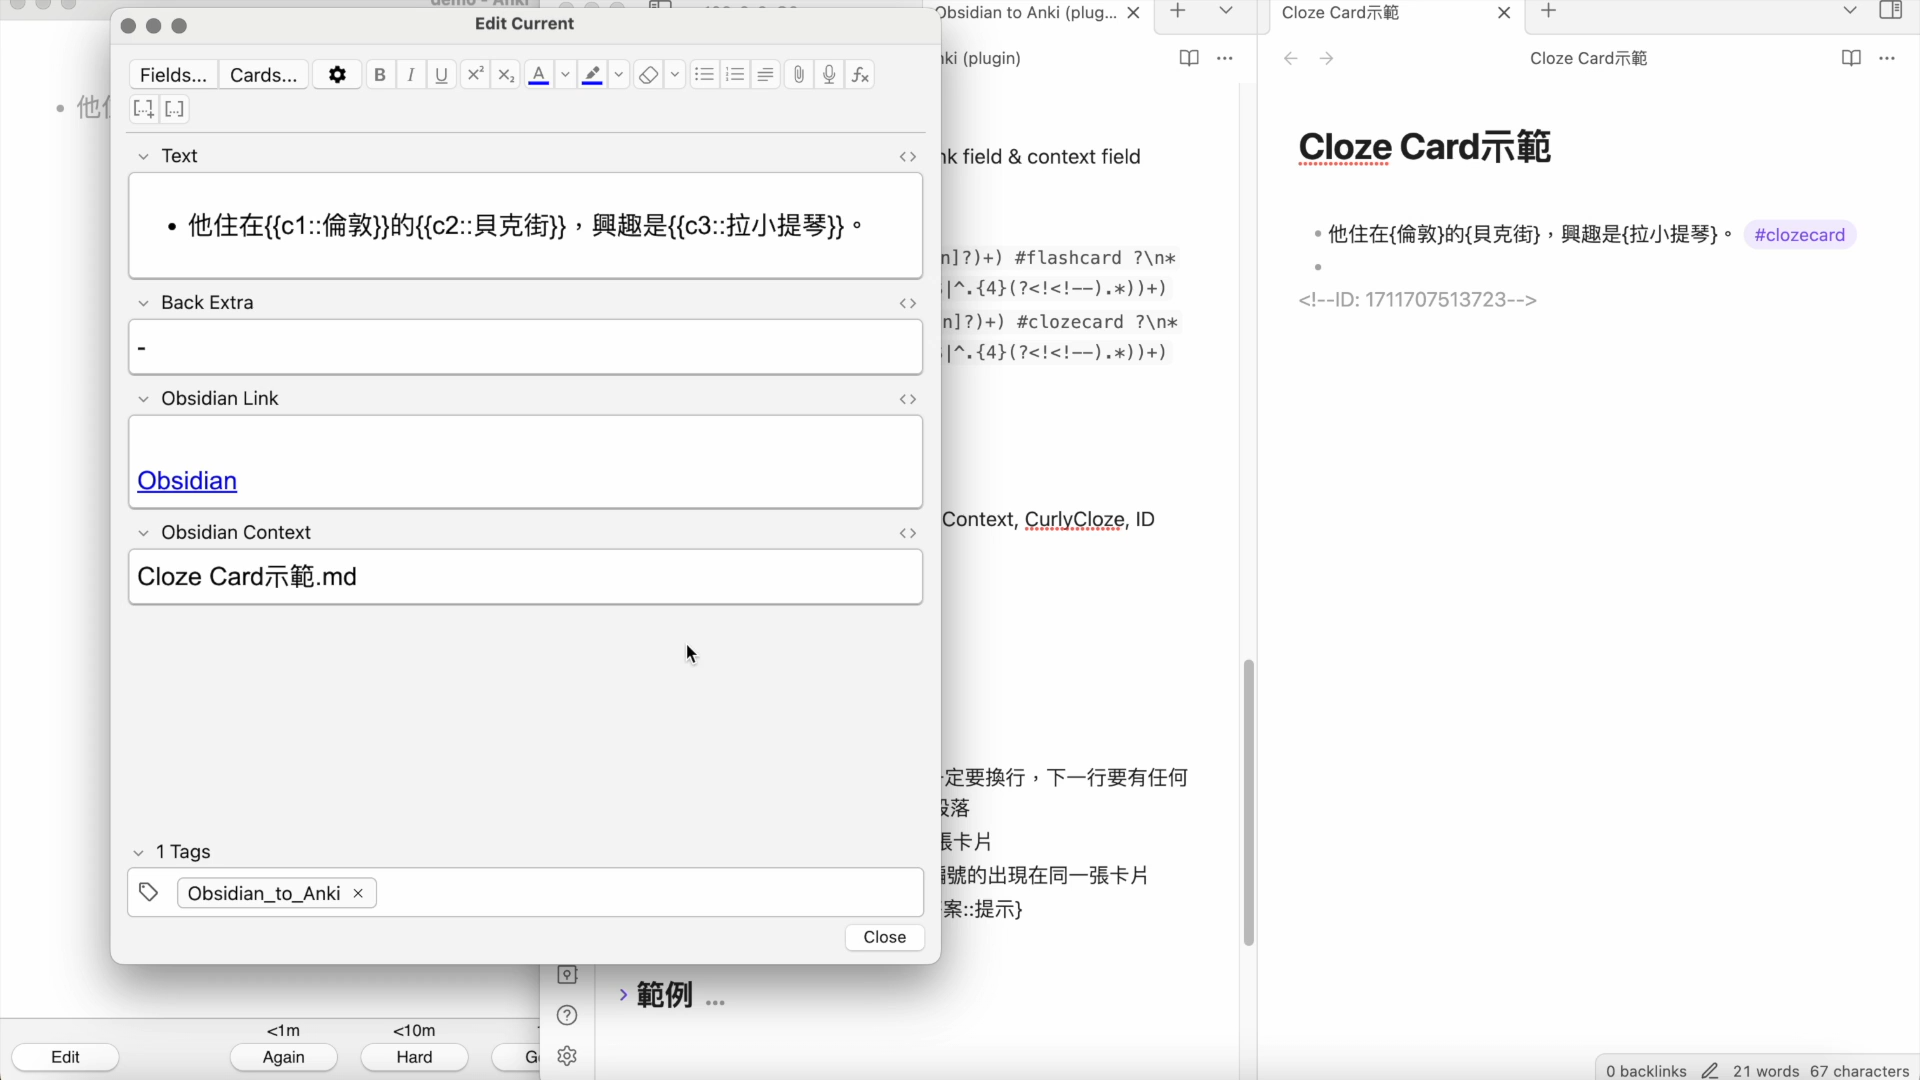 demo - Anki
Edit Current
Fields...
Cards...
B
I
U
Text
• 他住在{{c1::倫敦}}的{{c2::貝克街}}，興趣是{{c3::拉小提琴}}。
Back Extra
-
Obsidian Link
Obsidian
Obsidian Context
Cloze Card示範.md
1 Tags
Obsidian_to_Anki ×
Close
<1m
<10m
Edit
Again
Hard
Obsidian to Anki (plug...
(plugin)
field & context field
n]?)+) #flashcard ?\n*
|^.{4}(?<!<!--).*))+)
n]?)+) #clozecard ?\n*
|^.{4}(?<!<!--).*))+)
Context, CurlyCloze, ID
定要換行，下一行要有任何
段落
張卡片
號的出現在同一張卡片
案::提示}
範例 ...
Cloze Card示範
Cloze Card示範
Cloze Card示範
• 他住在{倫敦}的{貝克街}，興趣是{拉小提琴}。 #clozecard
•
<!--ID: 1711707513723-->
0 backlinks
21 words
67 characters